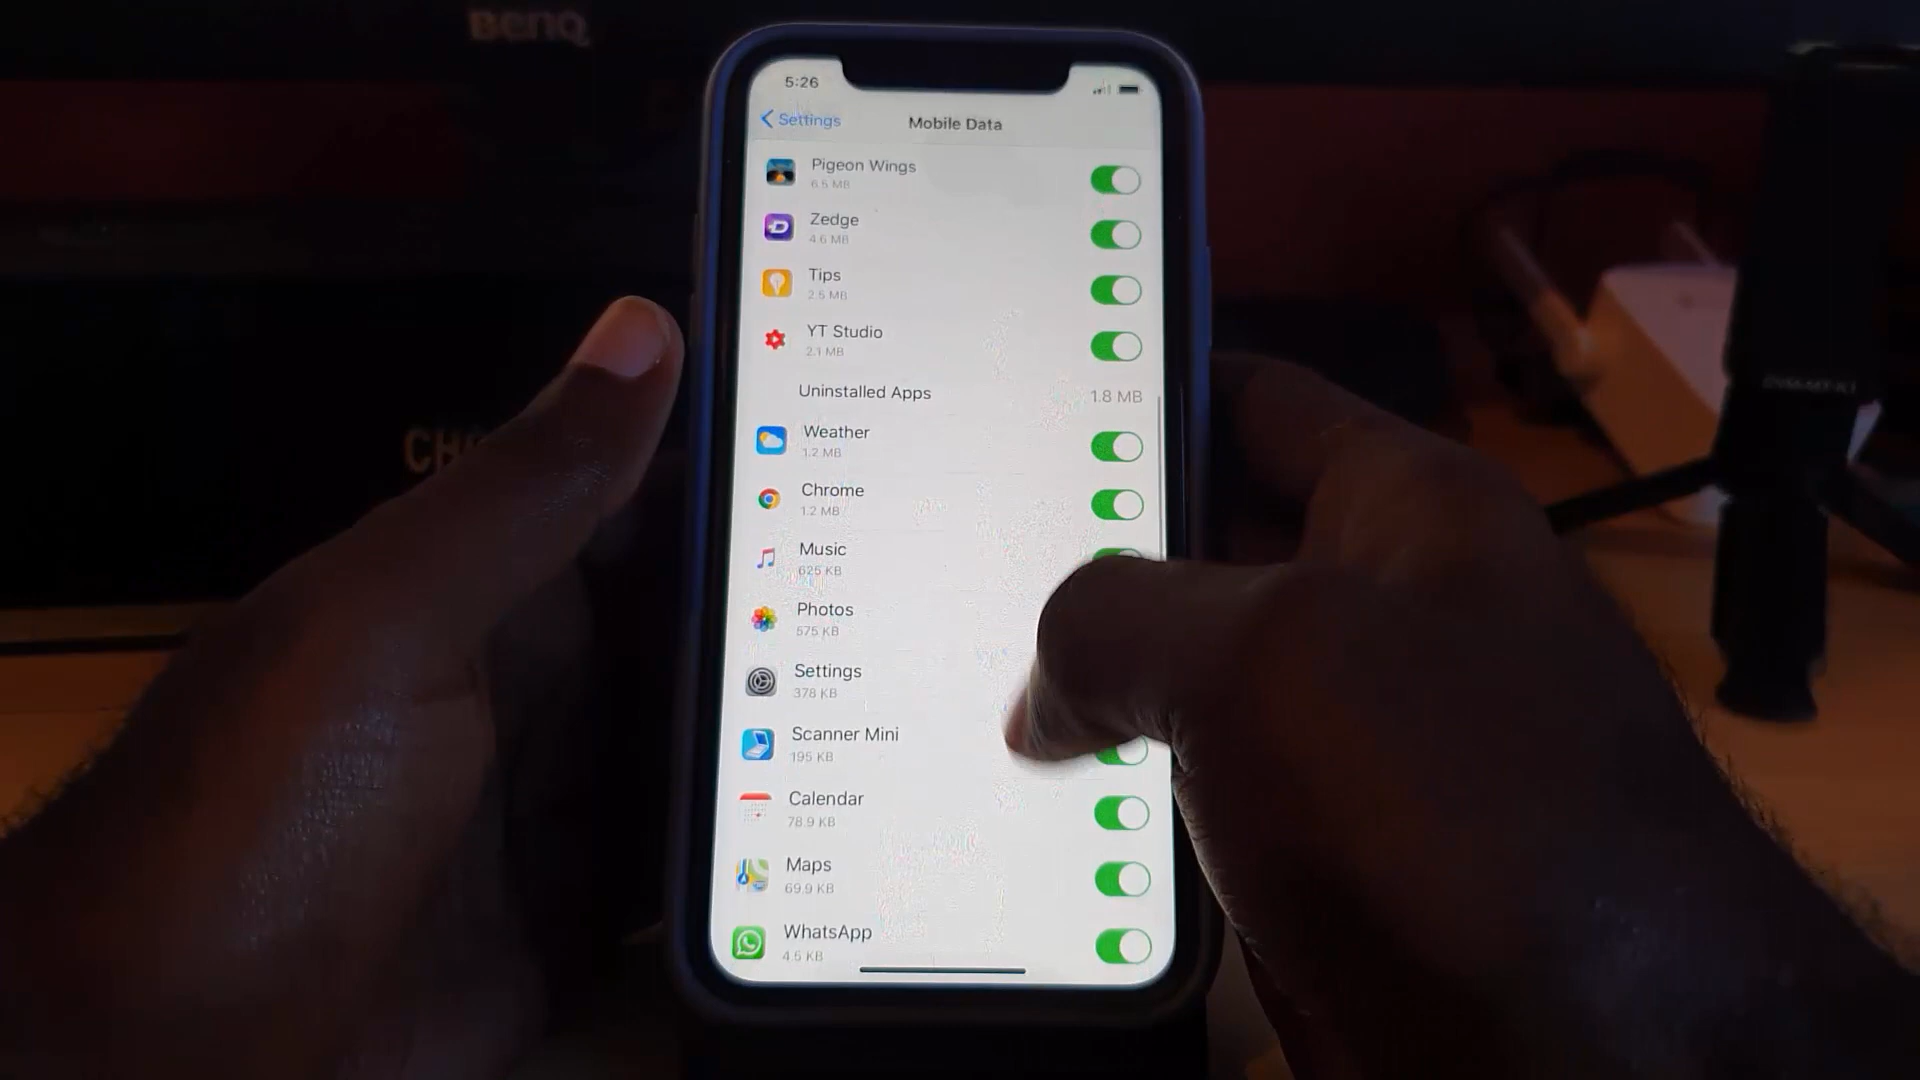 BenQ
5:26
Settings
Mobile Data
Pigeon Wings
6.5 MB
Zedge
4.6 MB
Tips
2.5 MB
YT Studio
2.1 MB
Uninstalled Apps 1.8 MB
Weather
1.2 MB
Chrome
1.2 MB
Music
625 KB
Photos
575 KB
Settings
378 KB
Scanner Mini
195 KB
Calendar
78.9 KB
Maps
69.9 KB
WhatsApp
4.5 KB